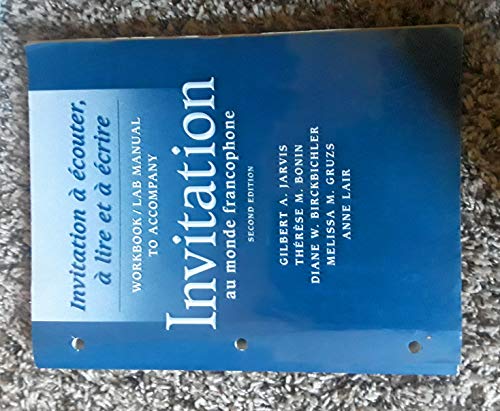 Invitation à écouter,
à lire et à écrire
WORKBOOK / LAB MANUAL
TO ACCOMPANY
Invitation
au monde francophone
SECOND EDITION
GILBERT A. JARVIS
THÉRÈSE M. BONIN
DIANE W. BIRCKBICHLER
MELISSA M. GRUZS
ANNE LAIR